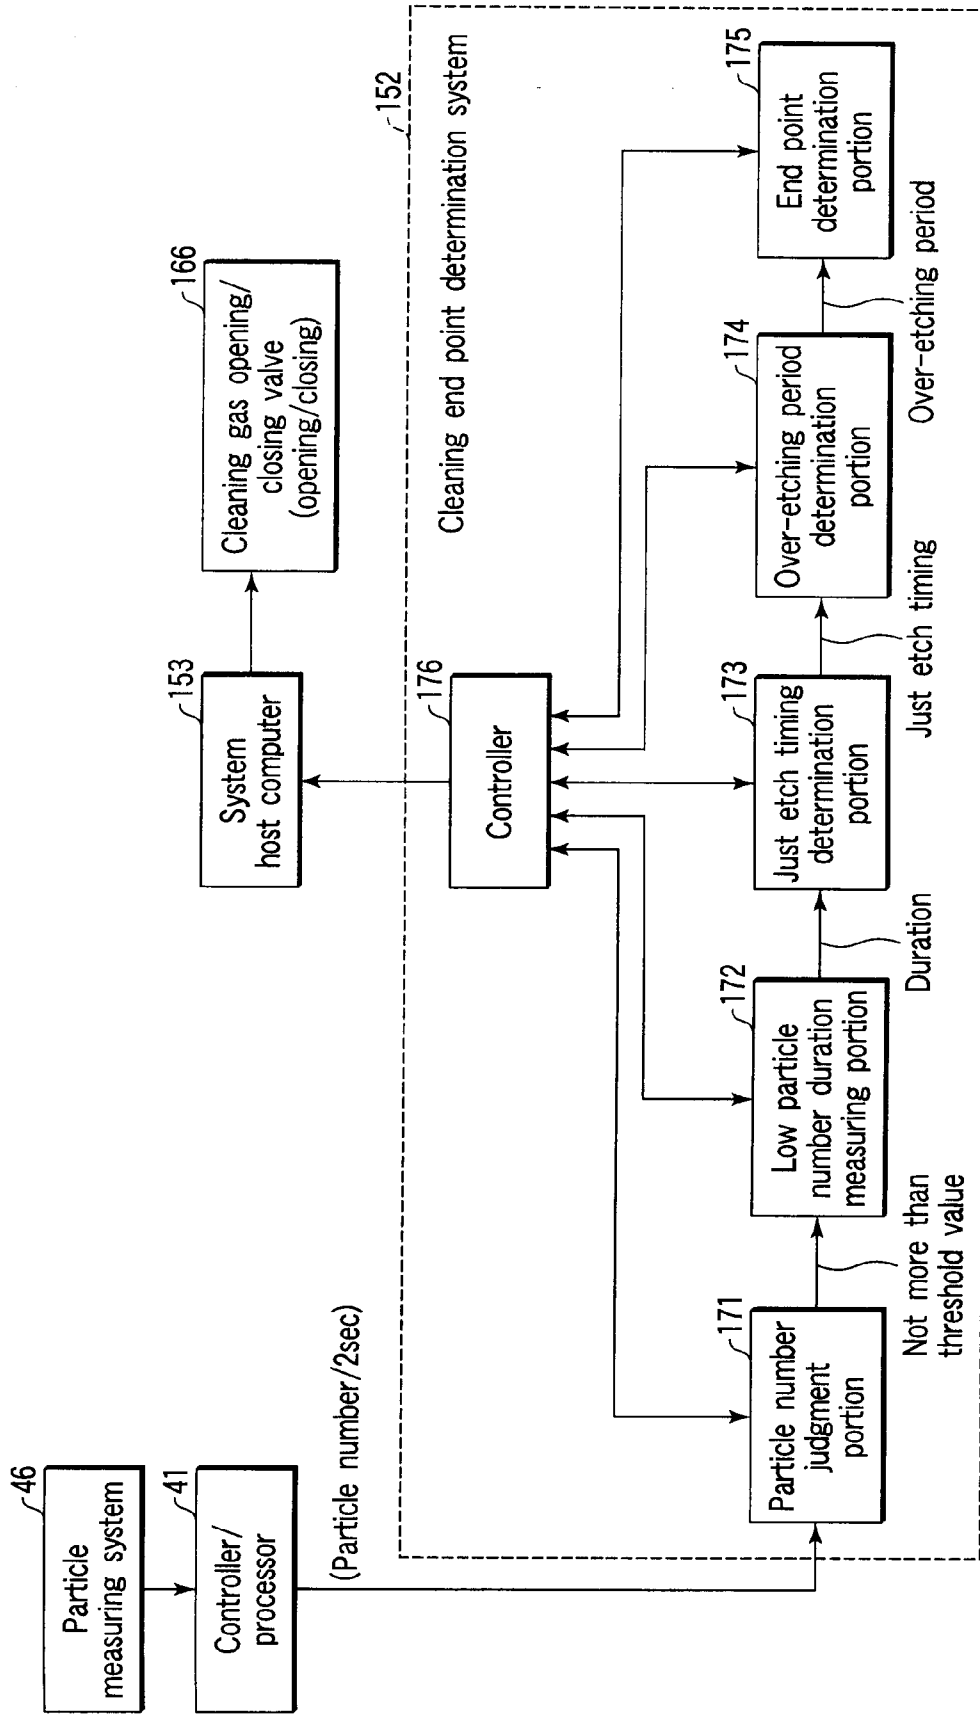 46
Particle
measuring system
41
Controller/
processor
(Particle number/2sec)
153
System
host computer
166
Cleaning gas opening/
closing valve
(opening/closing)
152
Cleaning end point determination system
176
Controller
171
Particle number
judgment
portion
Not more than
threshold value
172
Low particle
number duration
measuring portion
Duration
173
Just etch timing
determination
portion
Just etch timing
174
Over-etching period
determination
portion
Over-etching period
175
End point
determination
portion